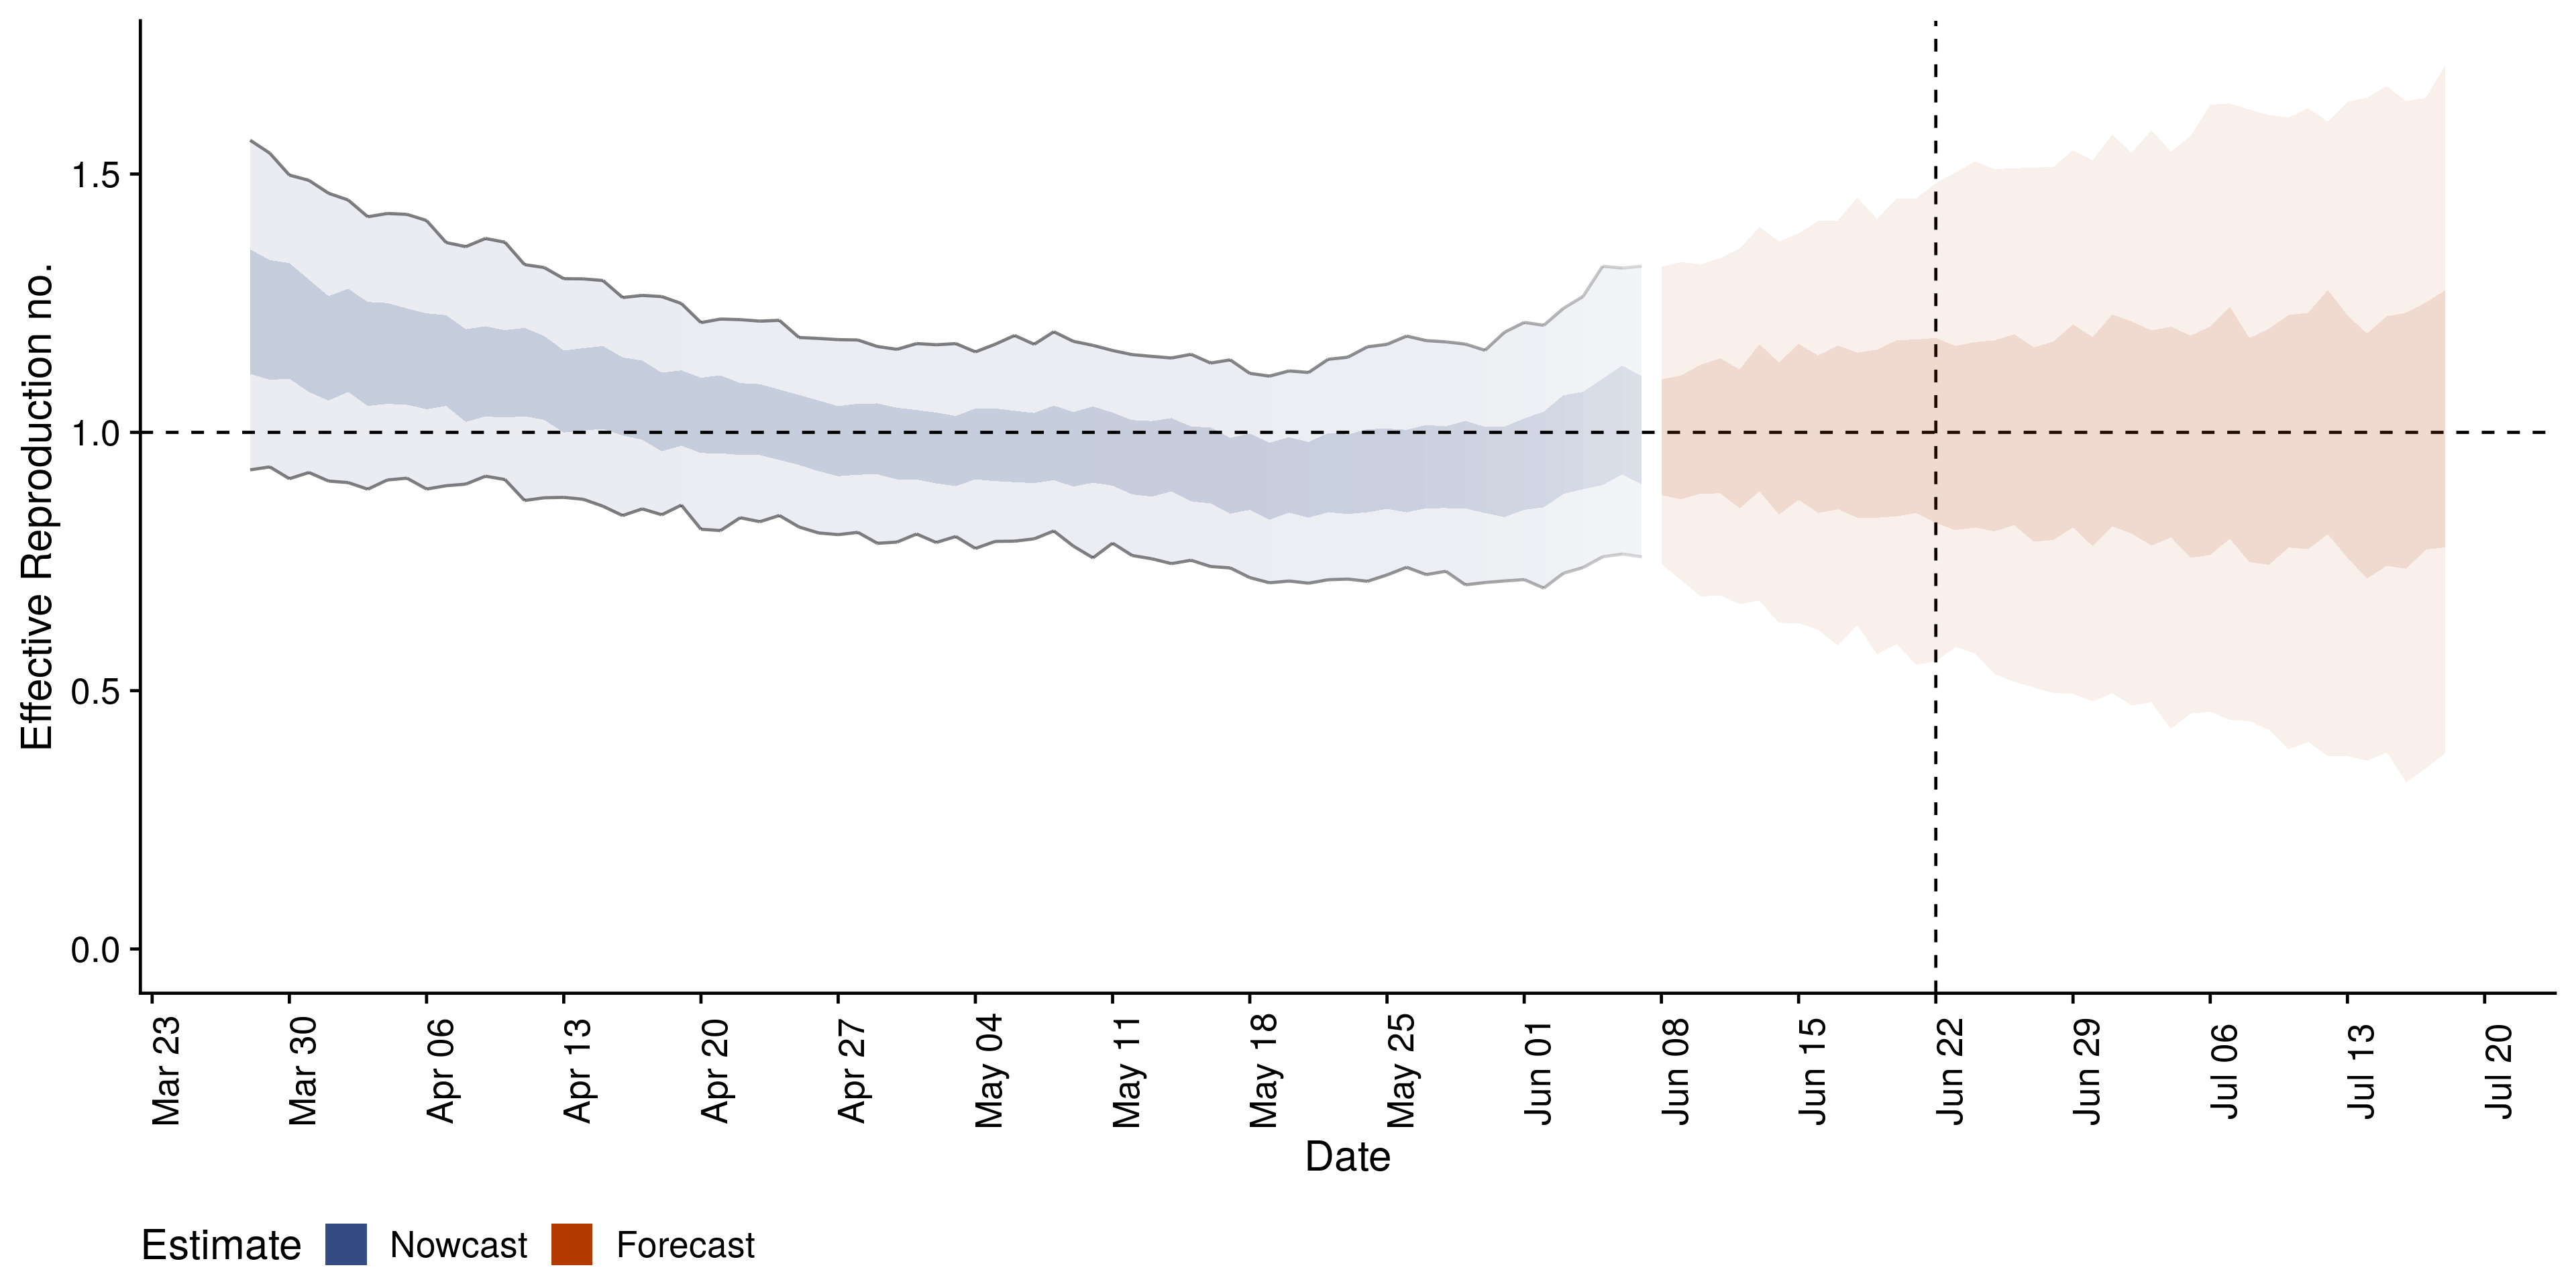 Effective Reproduction no.
1.5
1.0
0.5
0.0
Mar 23
Mar 30
Apr 06
Apr 13
Apr 20
Apr 27
May 04
May 11
May 18
May 25
Jun 01
Jun 08
Jun 15
Jun 22
Jun 29
Jul 06
Jul 13
Jul 20
Date
Estimate Nowcast Forecast